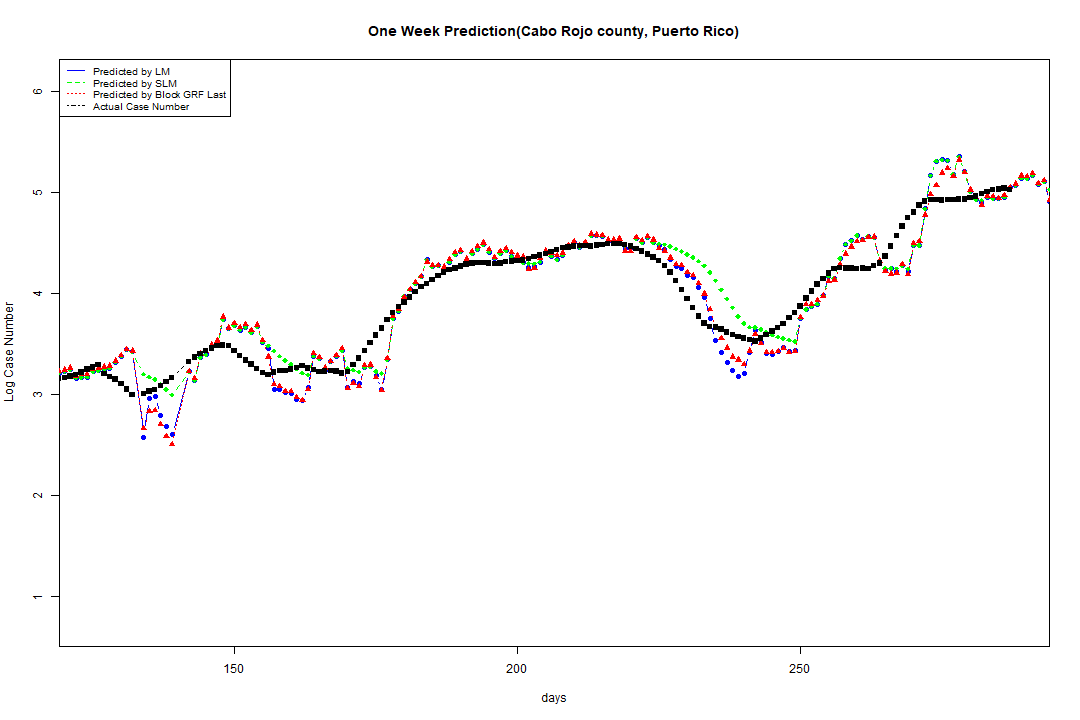 One Week Prediction(Cabo Rojo county, Puerto Rico)
Predicted by LM
Predicted by SLM
Predicted by Block GRF Last
Actual Case Number
6
5
4
3
2
1
Log Case Number
150 200 250
days